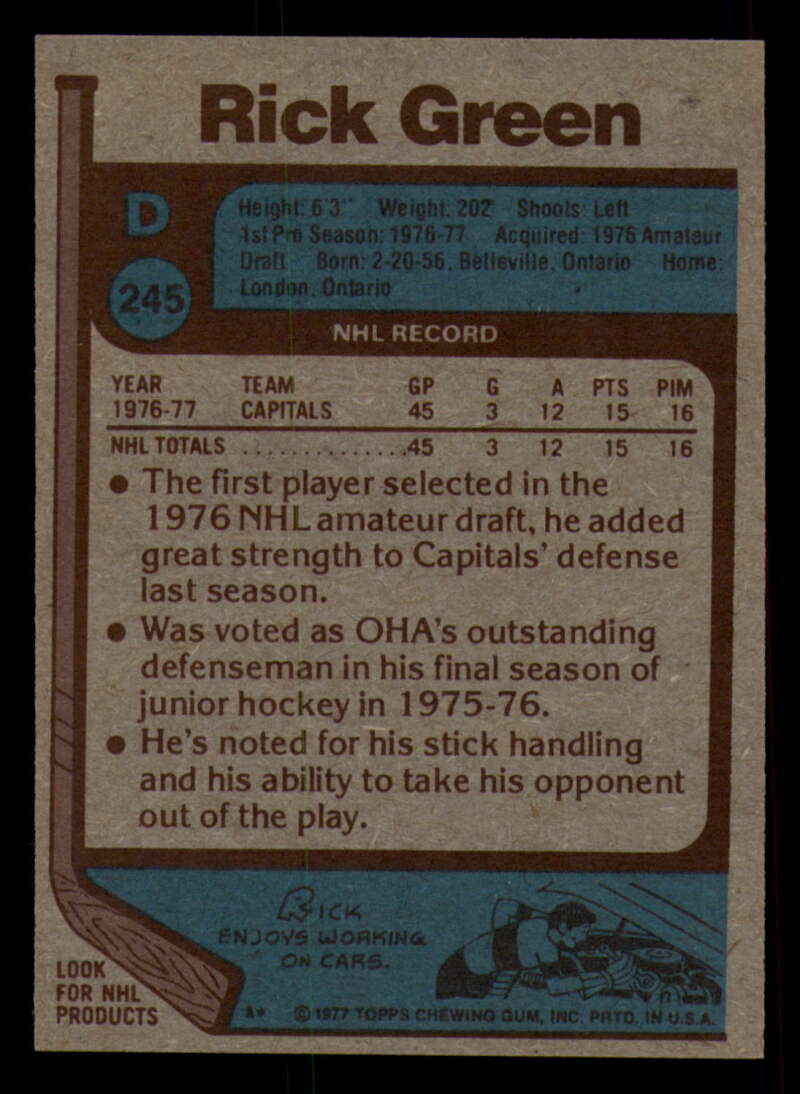 Rick Green
D
245
Height: 6'3" Weight: 202 Shoots: Left
1st Pro Season: 1976-77 Acquired: 1976 Amateur
Draft Born: 2-20-56, Belleville, Ontario Home:
London, Ontario
NHL RECORD
YEAR TEAM GP G A PTS PIM
1976-77 CAPITALS 45 3 12 15 16
NHL TOTALS ..............45 3 12 15 16
• The first player selected in the
1976 NHL amateur draft, he added
great strength to Capitals' defense
last season.
• Was voted as OHA's outstanding
defenseman in his final season of
junior hockey in 1975-76.
• He's noted for his stick handling
and his ability to take his opponent
out of the play.
RICK
ENJOYS WORKING
ON CARS.
LOOK
FOR NHL
PRODUCTS
A* © 1977 TOPPS CHEWING GUM, INC. PRTD. IN U.S.A.